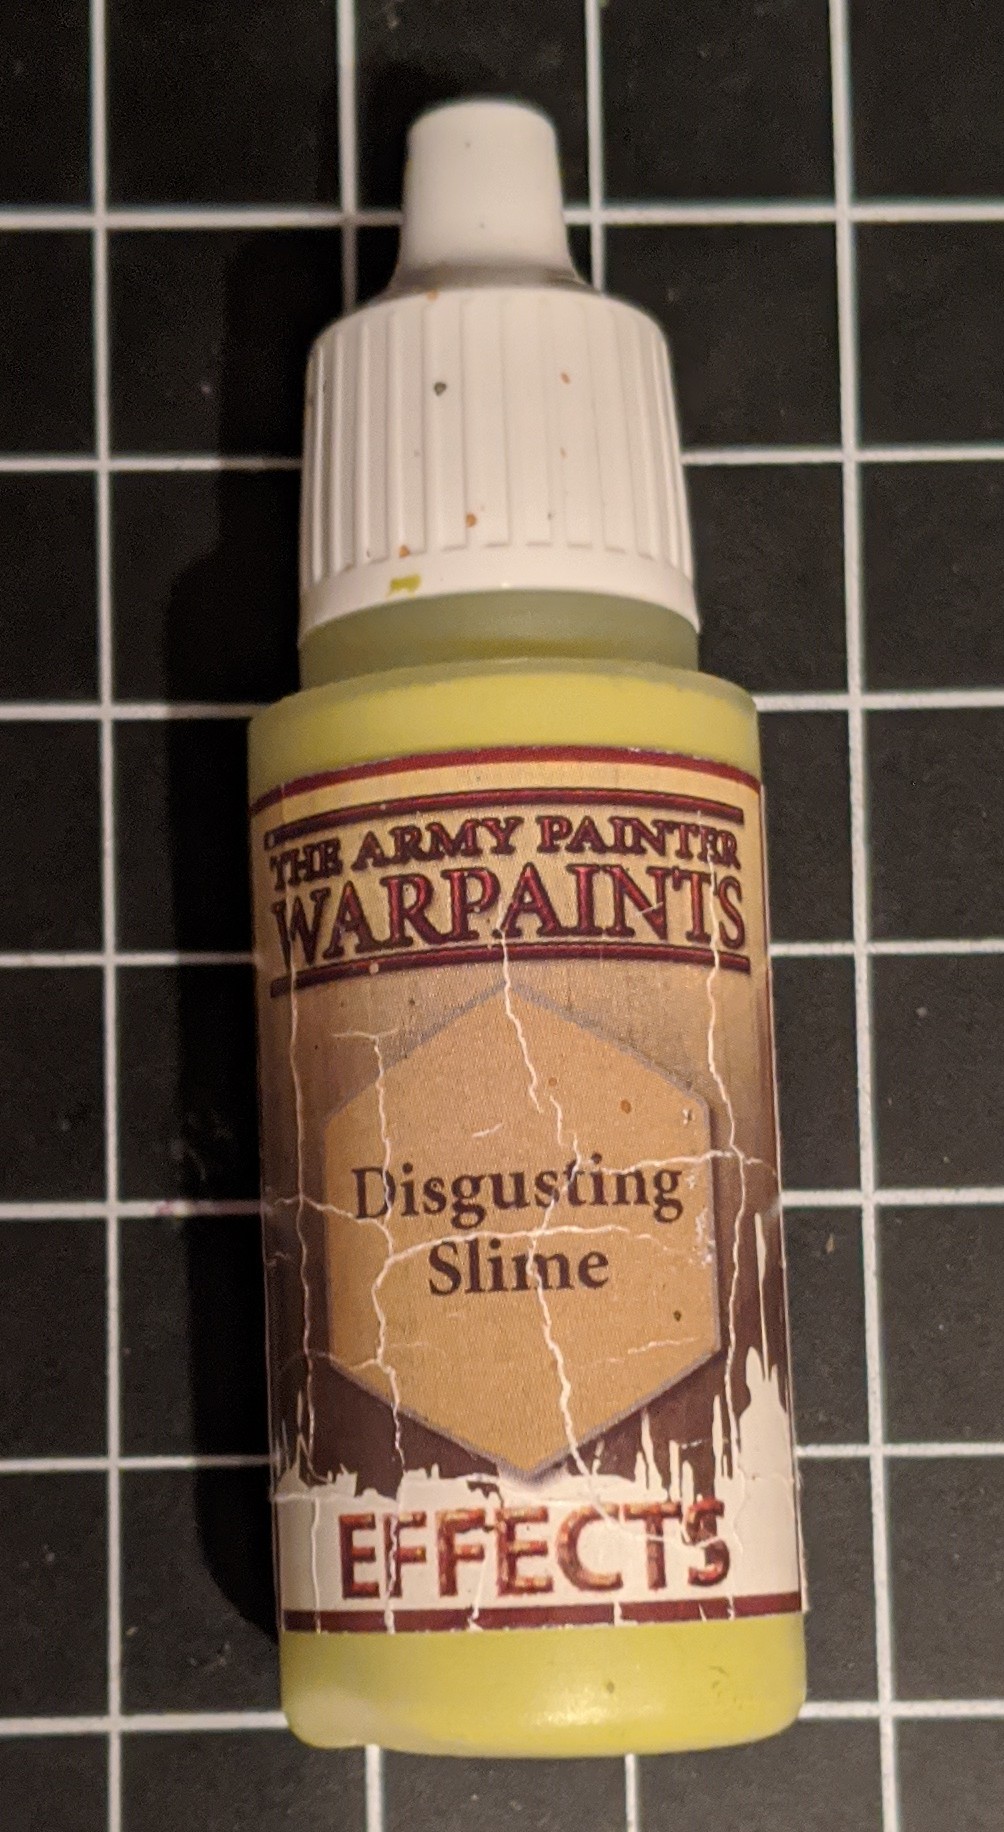 THE ARMY PAINTER
WARPAINTS
Disgusting
Slime
EFFECTS